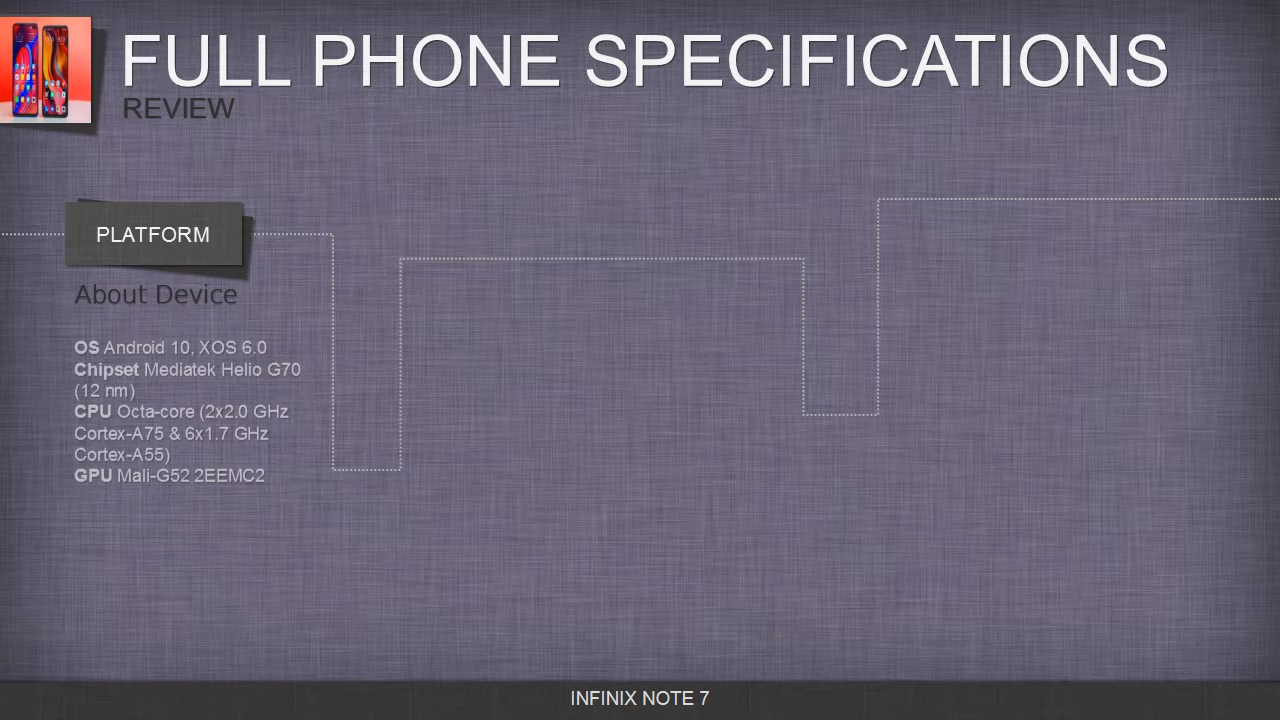 FULL PHONE SPECIFICATIONS
REVIEW
PLATFORM
About Device
OS Android 10, XOS 6.0
Chipset Mediatek Helio G70
(12 nm)
CPU Octa-core (2x2.0 GHz
Cortex-A75 & 6x1.7 GHz
Cortex-A55)
GPU Mali-G52 2EEMC2
INFINIX NOTE 7